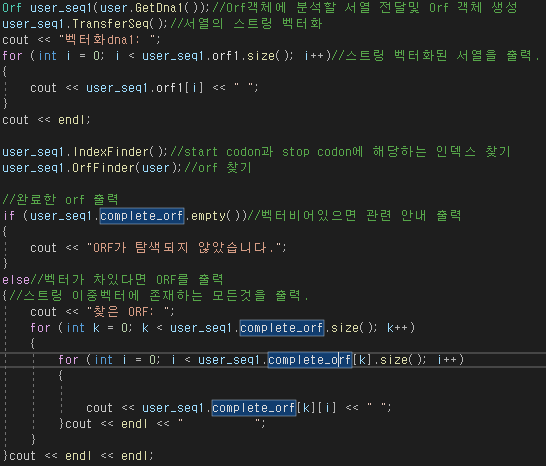 Orf user_seq1(user.GetDna1());//Orf객체에 분석할 서열 전달및 Orf 객체 생성
user_seq1.TransferSeq();//서열의 스트링 벡터화
cout << "벡터화dna1: ";
for (int i = 0; i < user_seq1.orf1.size(); i++)//스트링 벡터화된 서열을 출력.
{
cout << user_seq1.orf1[i] << " ";
}
cout << endl;
user_seq1.IndexFinder();//start codon과 stop codon에 해당하는 인덱스 찾기
user_seq1.OrfFinder(user);//orf 찾기
//완료한 orf 출력
if (user_seq1.complete_orf.empty())//벡터비어있으면 관련 안내 출력
{
cout << "ORF가 탐색되지 않았습니다.";
}
else//벡터가 차있다면 ORF를 출력
{//스트링 이중벡터에 존재하는 모든것을 출력.
cout << "찾은 ORF: ";
for (int k = 0; k < user_seq1.complete_orf.size(); k++)
{
for (int i = 0; i < user_seq1.complete_orf[k].size(); i++)
{
cout << user_seq1.complete_orf[k][i] << " ";
}cout << endl << "          ";
}
}cout << endl << endl;